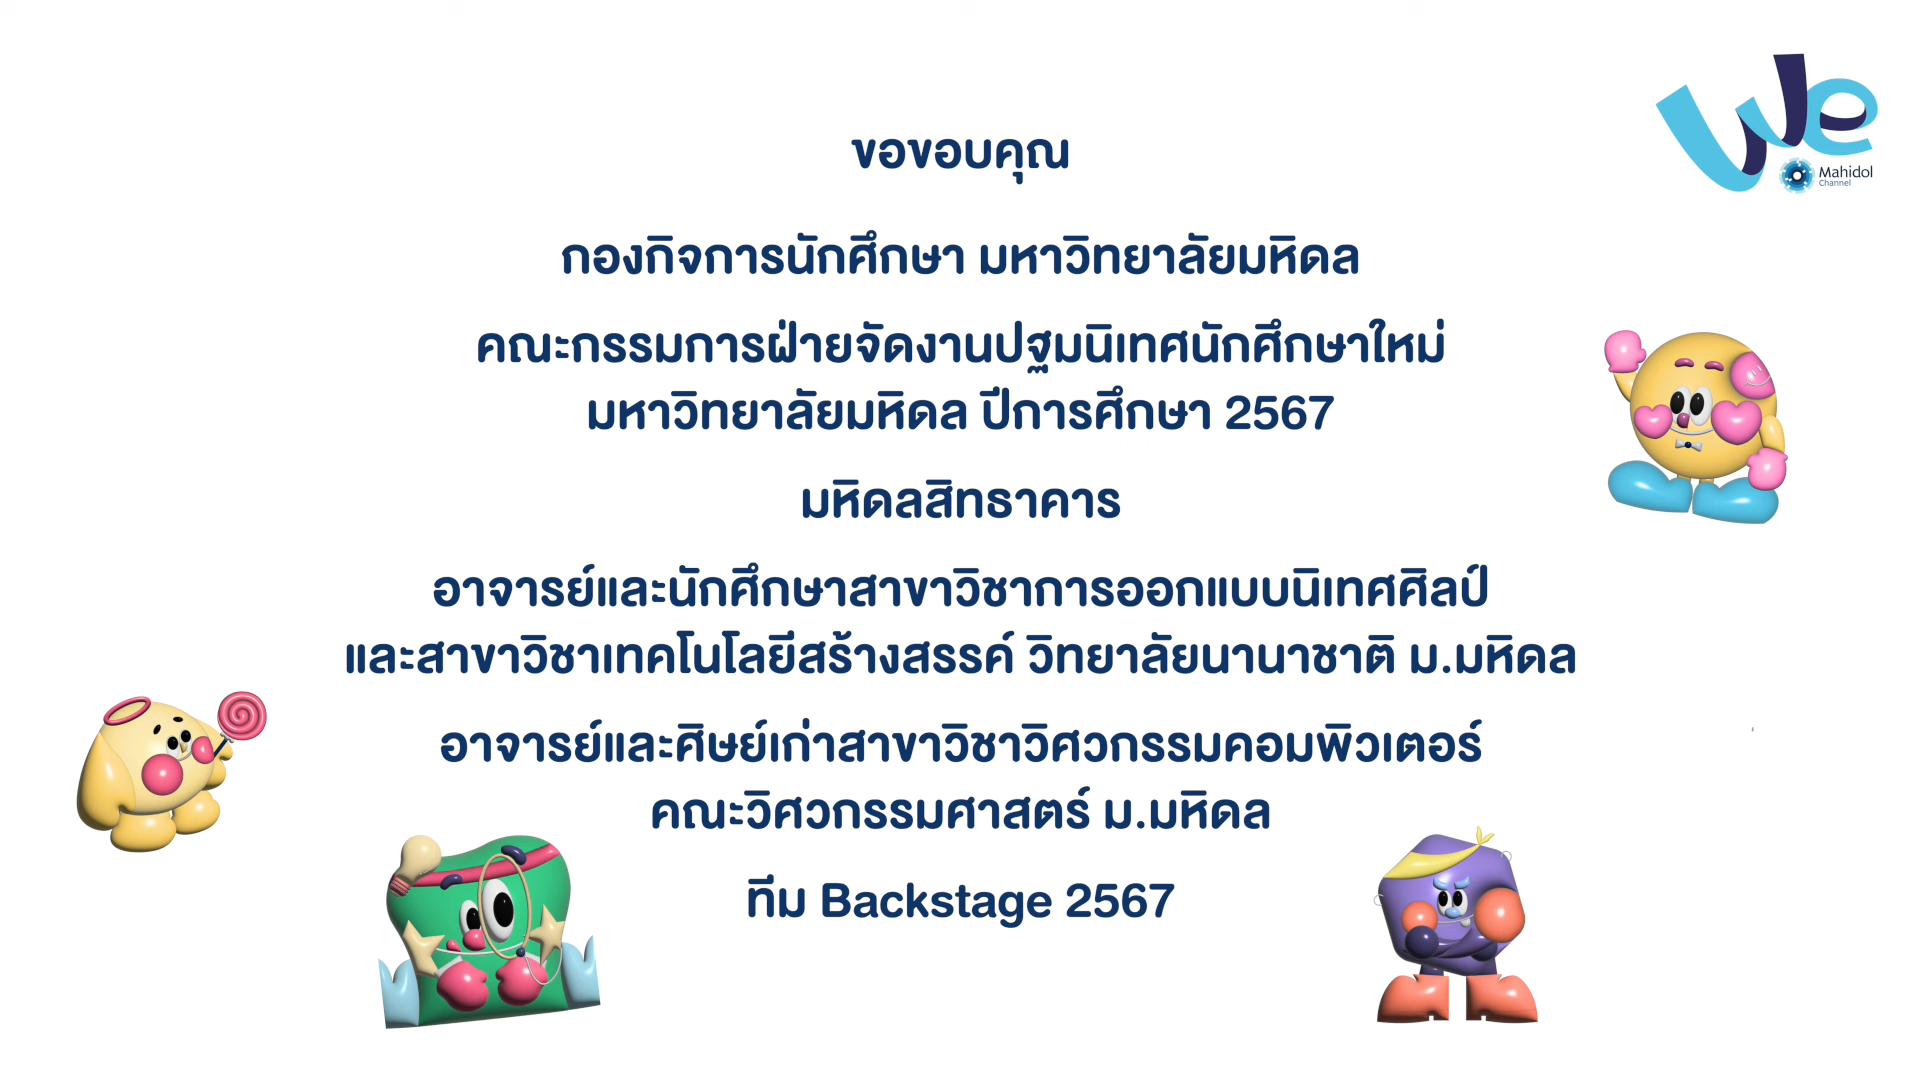 We
Mahidol
Channel
ขอขอบคุณ
กองกิจการนักศึกษา มหาวิทยาลัยมหิดล
คณะกรรมการฝ่ายจัดงานปฐมนิเทศนักศึกษาใหม่
มหาวิทยาลัยมหิดล ปีการศึกษา 2567
มหิดลสิทธาคาร
อาจารย์และนักศึกษาสาขาวิชาการออกแบบนิเทศศิลป์
และสาขาวิชาเทคโนโลยีสร้างสรรค์ วิทยาลัยนานาชาติ ม.มหิดล
อาจารย์และศิษย์เก่าสาขาวิชาวิศวกรรมคอมพิวเตอร์
คณะวิศวกรรมศาสตร์ ม.มหิดล
ทีม Backstage 2567